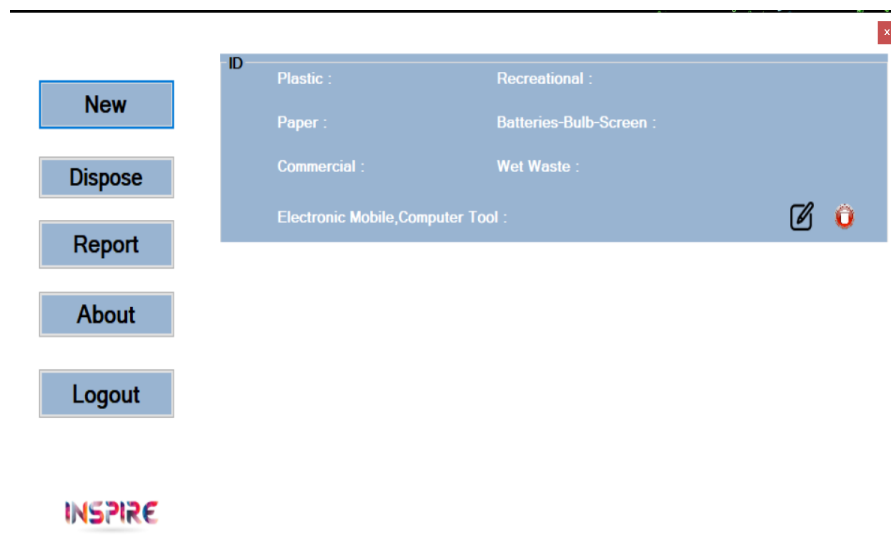 x
ID
Plastic :
Recreational :
New
Paper :
Batteries-Bulb-Screen :
Commercial :
Wet Waste :
Dispose
Electronic Mobile,Computer Tool :
Report
About
Logout
INSPIRE